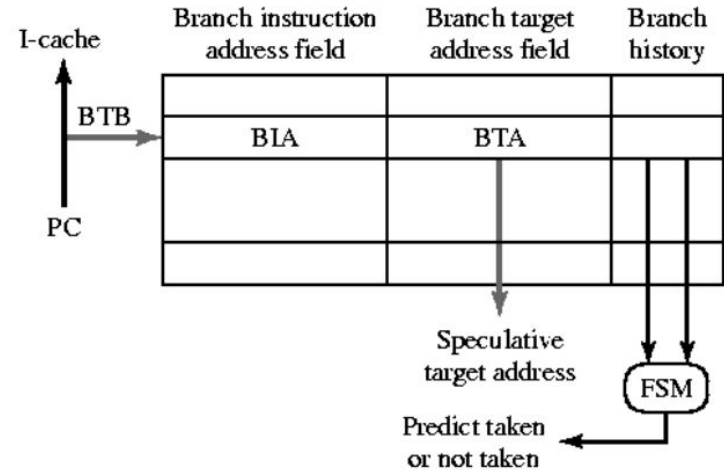 I-cache
Branch instruction
address field
Branch target
address field
Branch
history
BTB
BIA
BTA
PC
Speculative
target address
FSM
Predict taken
or not taken